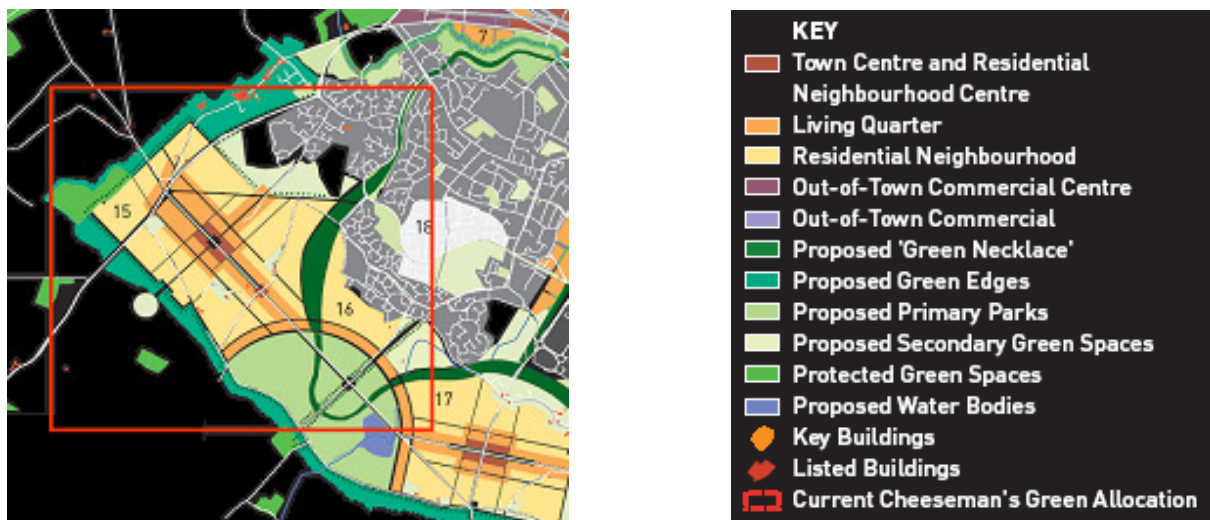 7
15
18
16
17
KEY
Town Centre and Residential
Neighbourhood Centre
Living Quarter
Residential Neighbourhood
Out-of-Town Commercial Centre
Out-of-Town Commercial
Proposed 'Green Necklace'
Proposed Green Edges
Proposed Primary Parks
Proposed Secondary Green Spaces
Protected Green Spaces
Proposed Water Bodies
Key Buildings
Listed Buildings
Current Cheeseman's Green Allocation